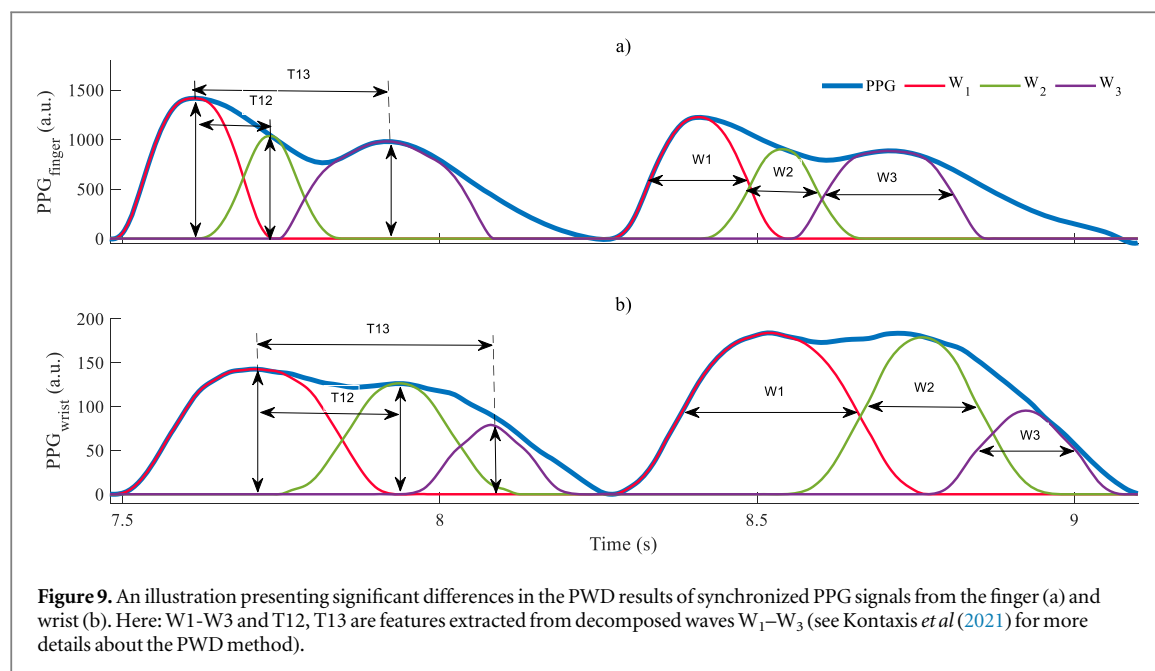 a)
T13
T12
PPG W₁ W₂ W₃
1500
1000
500
0
PPG_finger (a.u.)
W1
W2
W3
b)
T13
T12
200
150
100
50
0
PPG_wrist (a.u.)
W1
W2
W3
7.5 8 8.5 9
Time (s)
Figure 9. An illustration presenting significant differences in the PWD results of synchronized PPG signals from the finger (a) and
wrist (b). Here: W1-W3 and T12, T13 are features extracted from decomposed waves W₁–W₃ (see Kontaxis et al (2021) for more
details about the PWD method).